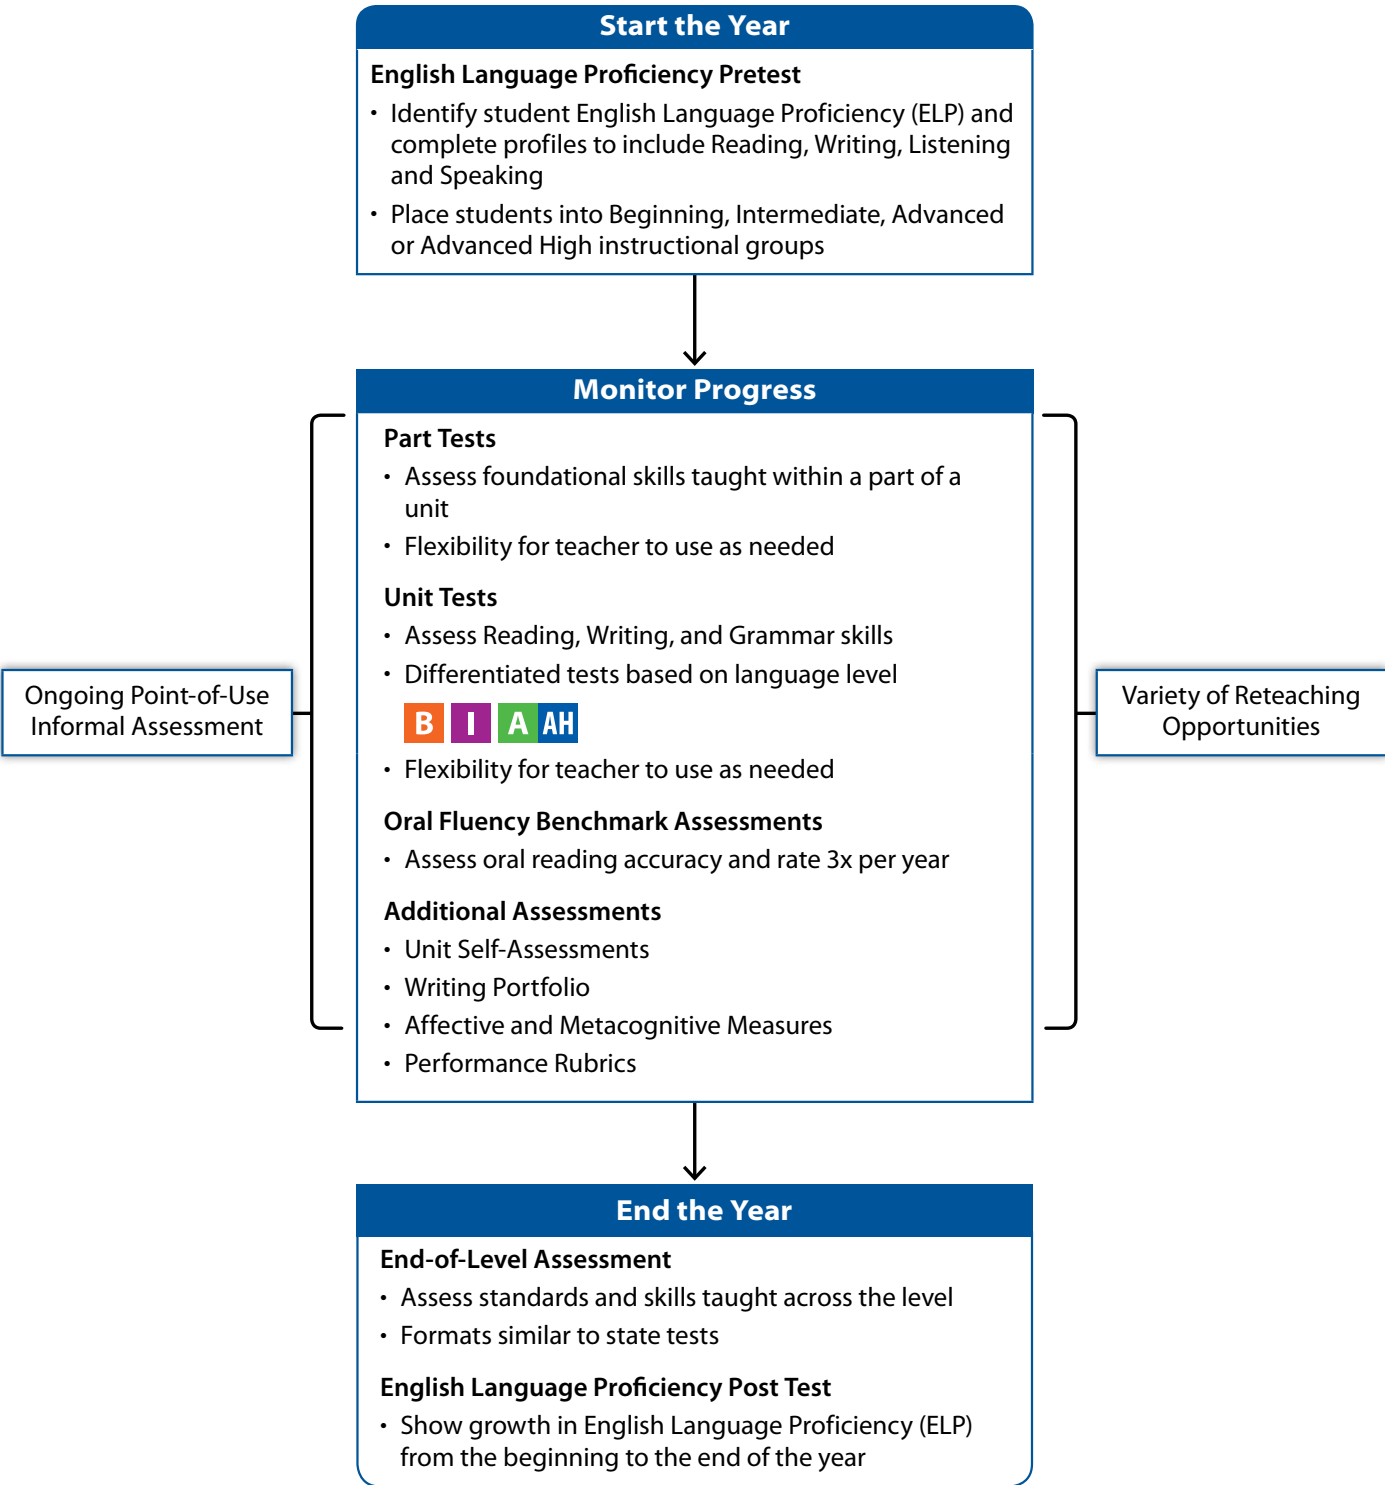 Start the Year
English Language Proficiency Pretest
• Identify student English Language Proficiency (ELP) and
complete profiles to include Reading, Writing, Listening
and Speaking
• Place students into Beginning, Intermediate, Advanced
or Advanced High instructional groups
Monitor Progress
Part Tests
• Assess foundational skills taught within a part of a
unit
• Flexibility for teacher to use as needed
Unit Tests
• Assess Reading, Writing, and Grammar skills
• Differentiated tests based on language level
B I A AH
• Flexibility for teacher to use as needed
Oral Fluency Benchmark Assessments
• Assess oral reading accuracy and rate 3x per year
Additional Assessments
• Unit Self-Assessments
• Writing Portfolio
• Affective and Metacognitive Measures
• Performance Rubrics
Ongoing Point-of-Use
Informal Assessment
Variety of Reteaching
Opportunities
End the Year
End-of-Level Assessment
• Assess standards and skills taught across the level
• Formats similar to state tests
English Language Proficiency Post Test
• Show growth in English Language Proficiency (ELP)
from the beginning to the end of the year